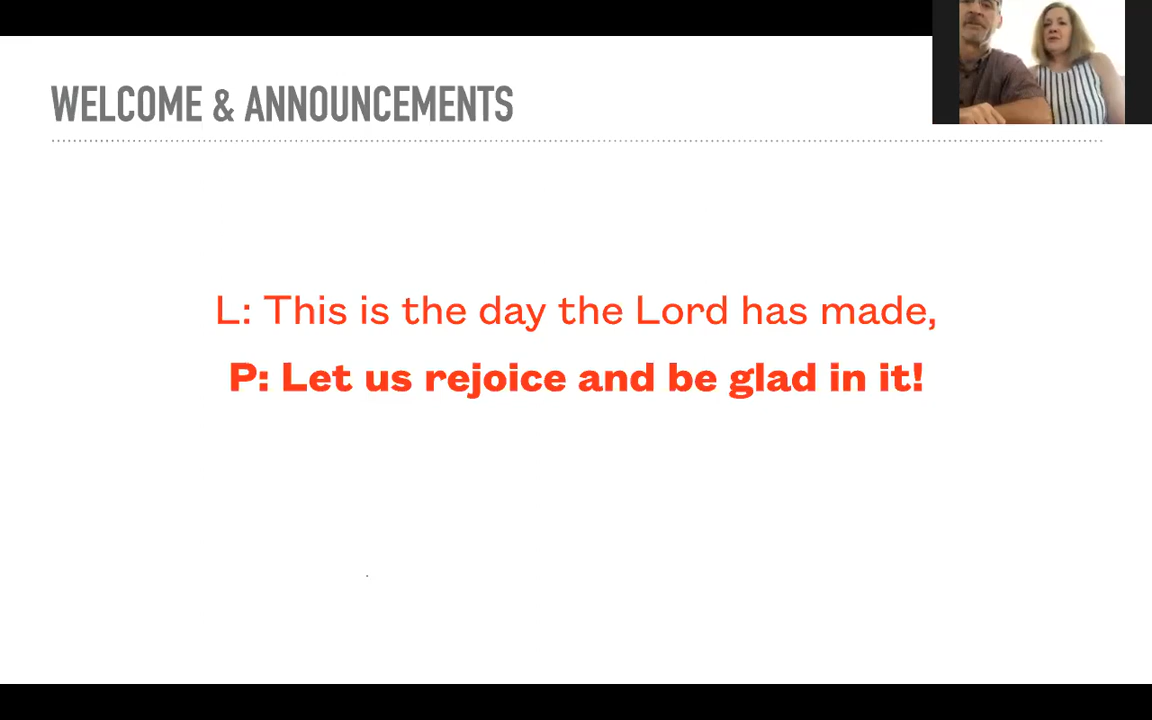 WELCOME & ANNOUNCEMENTS
L: This is the day the Lord has made,
P: Let us rejoice and be glad in it!